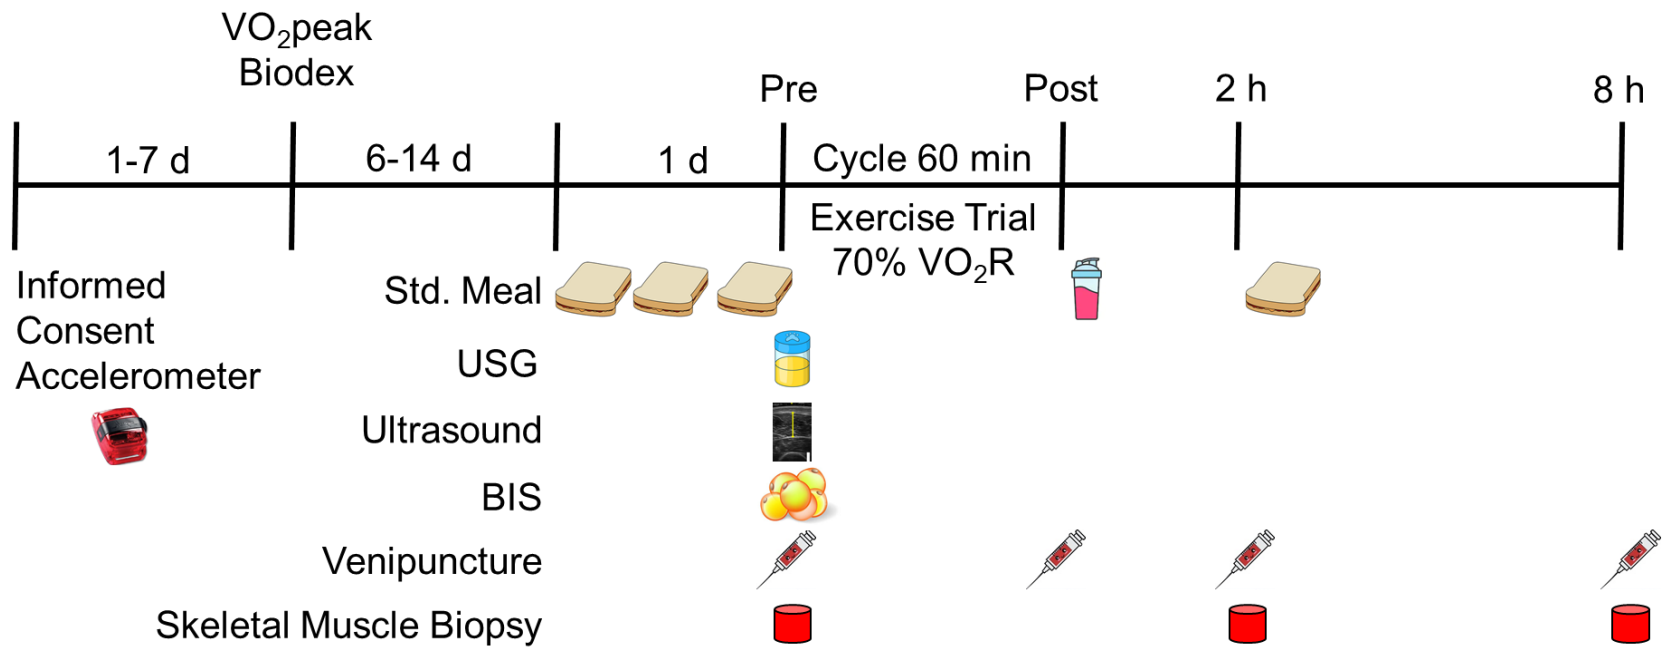 VO2peak
Biodex
Pre
Post
2 h
8 h
1-7 d
6-14 d
1 d
Cycle 60 min
Exercise Trial
70% VO2R
Informed
Consent
Accelerometer
Std. Meal
USG
Ultrasound
BIS
Venipuncture
Skeletal Muscle Biopsy